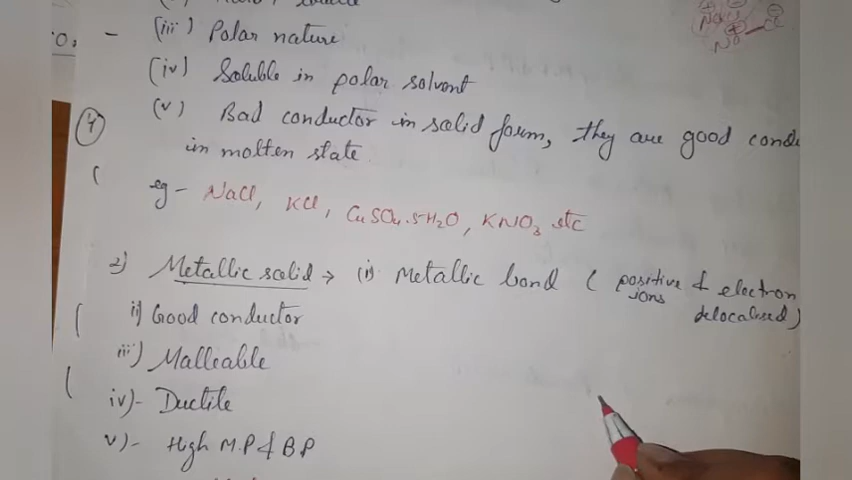 (iii) Polar nature
(iv) Soluble in polar solvent
(v) Bad conductor in solid form, they are good condu
in molten state
4
eg - NaCl, KCl, CuSO4.5H2O, KNO3 etc
2) Metallic solid → (i) Metallic bond ( positive & electron
ions delocalised)
ii) Good conductor
iii) Malleable
iv)- Ductile
v)- High M.P & B.P